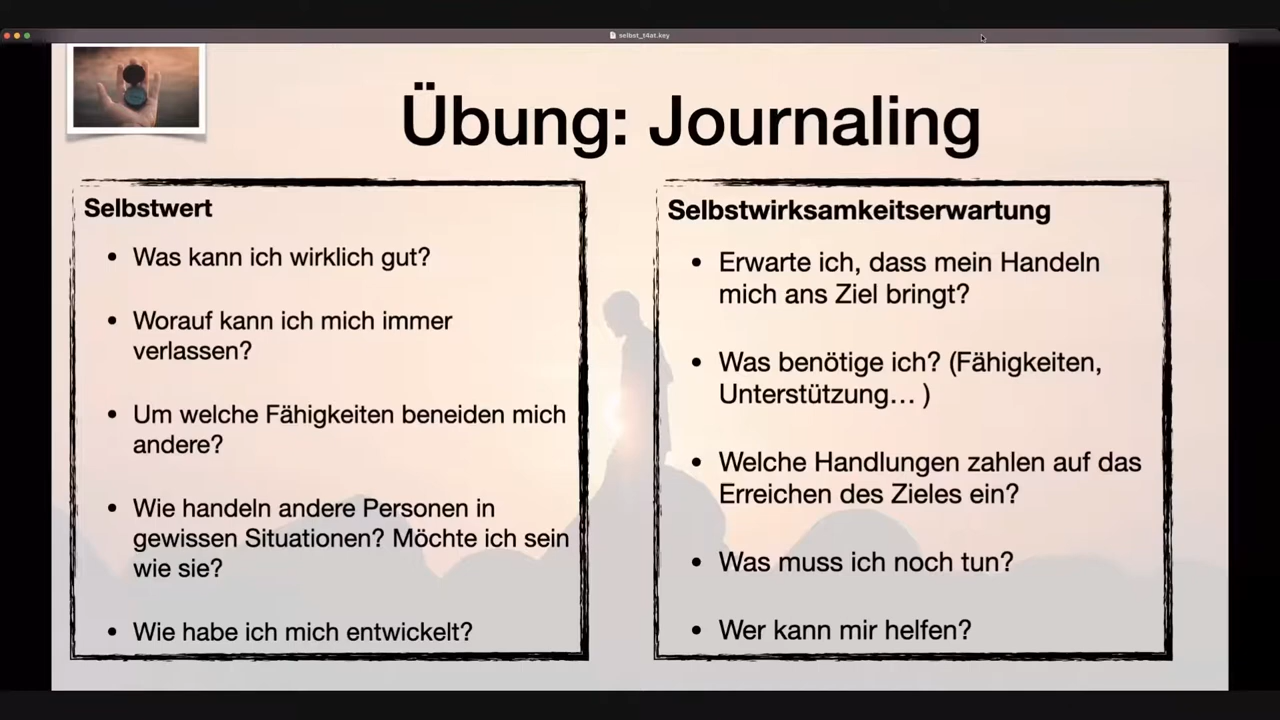 selbst_t4at.key
Übung: Journaling
Selbstwert
• Was kann ich wirklich gut?
• Worauf kann ich mich immer
verlassen?
• Um welche Fähigkeiten beneiden mich
andere?
• Wie handeln andere Personen in
gewissen Situationen? Möchte ich sein
wie sie?
• Wie habe ich mich entwickelt?
Selbstwirksamkeitserwartung
• Erwarte ich, dass mein Handeln
mich ans Ziel bringt?
• Was benötige ich? (Fähigkeiten,
Unterstützung… )
• Welche Handlungen zahlen auf das
Erreichen des Zieles ein?
• Was muss ich noch tun?
• Wer kann mir helfen?